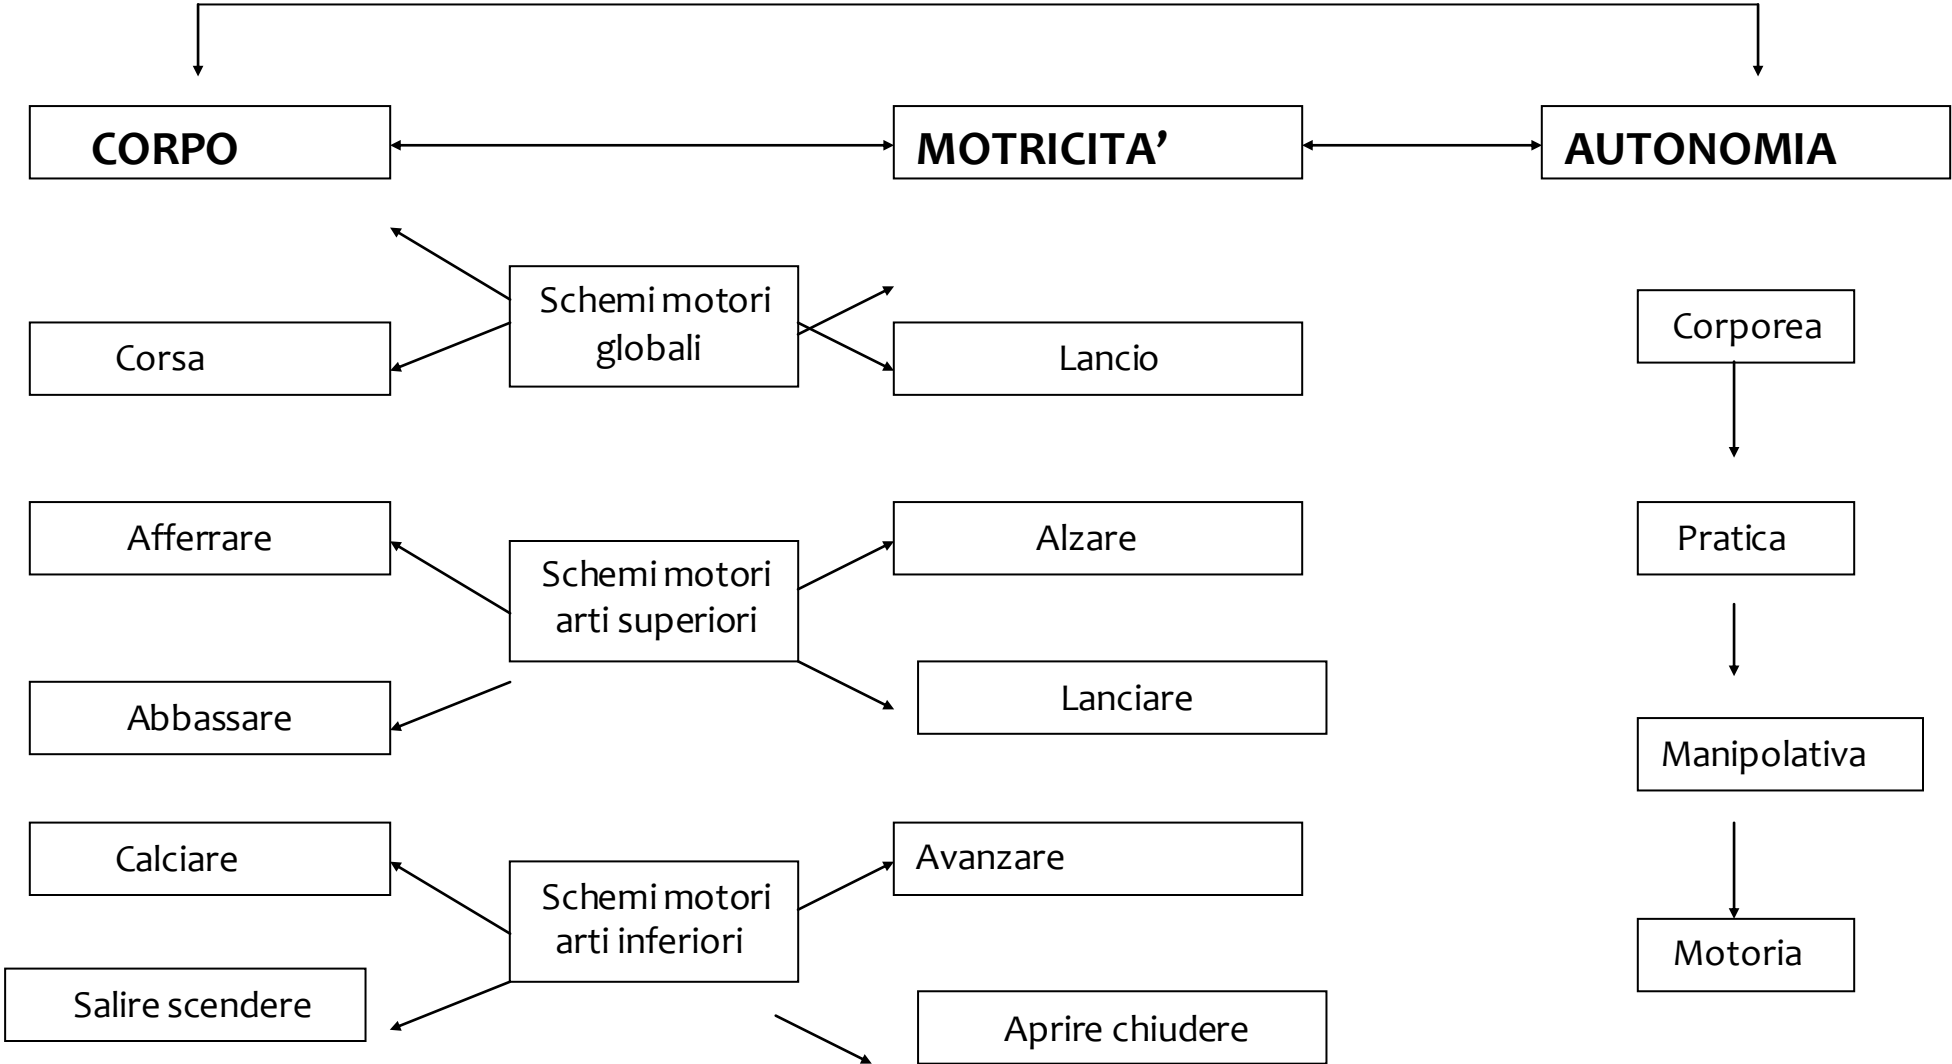 CORPO
MOTRICITA’
AUTONOMIA
Schemi motori
globali
Corsa
Lancio
Corporea
Afferrare
Schemi motori
arti superiori
Alzare
Pratica
Abbassare
Lanciare
Manipolativa
Calciare
Schemi motori
arti inferiori
Avanzare
Motoria
Salire scendere
Aprire chiudere